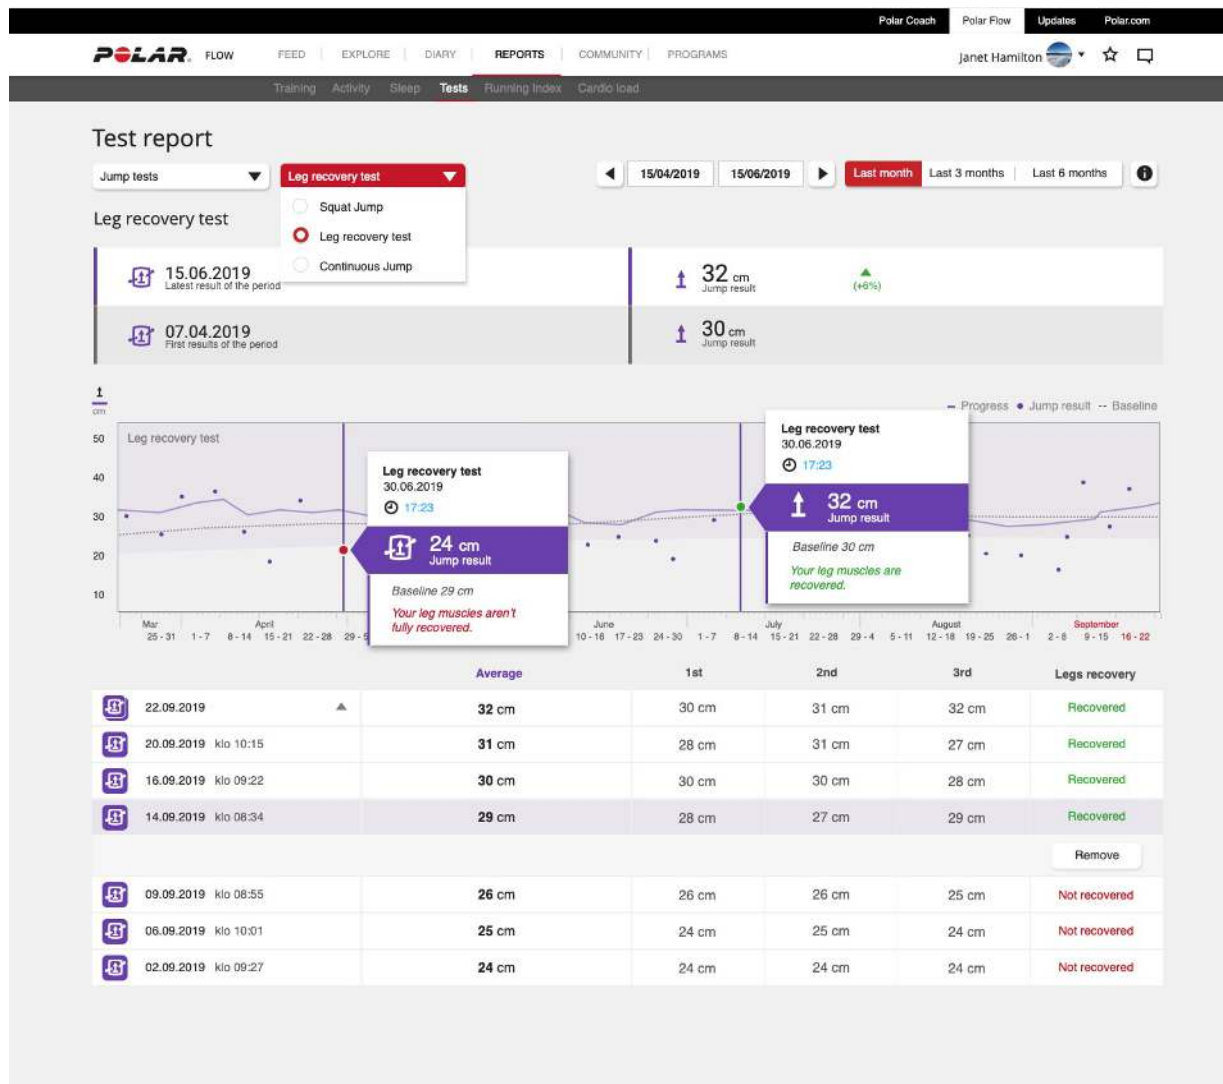 Polar Coach Polar Flow Updates Polar.com
POLAR. FLOW FEED EXPLORE DIARY REPORTS COMMUNITY PROGRAMS Janet Hamilton
Training Activity Sleep Tests Running Index Cardio load
Test report
Jump tests Leg recovery test 15/04/2019 15/06/2019 Last month Last 3 months Last 6 months
Squat Jump
Leg recovery test
Leg recovery test
Continuous Jump
15.06.2019 32 cm
Latest result of the period Jump result (+6%)
07.04.2019 30 cm
First results of the period Jump result
cm
Progress Jump result -- Baseline
50 Leg recovery test
40
30
20
10
Leg recovery test
30.06.2019
17:23
24 cm
Jump result
Baseline 29 cm
Your leg muscles aren't
fully recovered.
Leg recovery test
30.06.2019
17:23
32 cm
Jump result
Baseline 30 cm
Your leg muscles are
recovered.
Mar April June July August September
25-31 1-7 8-14 15-21 22-28 29-5 10-16 17-23 24-30 1-7 8-14 15-21 22-28 29-4 5-11 12-18 19-25 26-1 2-8 9-15 16-22
Average 1st 2nd 3rd Legs recovery
22.09.2019 32 cm 30 cm 31 cm 32 cm Recovered
20.09.2019 klo 10:15 31 cm 28 cm 31 cm 27 cm Recovered
16.09.2019 klo 09:22 30 cm 30 cm 30 cm 28 cm Recovered
14.09.2019 klo 08:34 29 cm 28 cm 27 cm 29 cm Recovered
Remove
09.09.2019 klo 08:55 26 cm 26 cm 26 cm 25 cm Not recovered
06.09.2019 klo 10:01 25 cm 24 cm 25 cm 24 cm Not recovered
02.09.2019 klo 09:27 24 cm 24 cm 24 cm 24 cm Not recovered